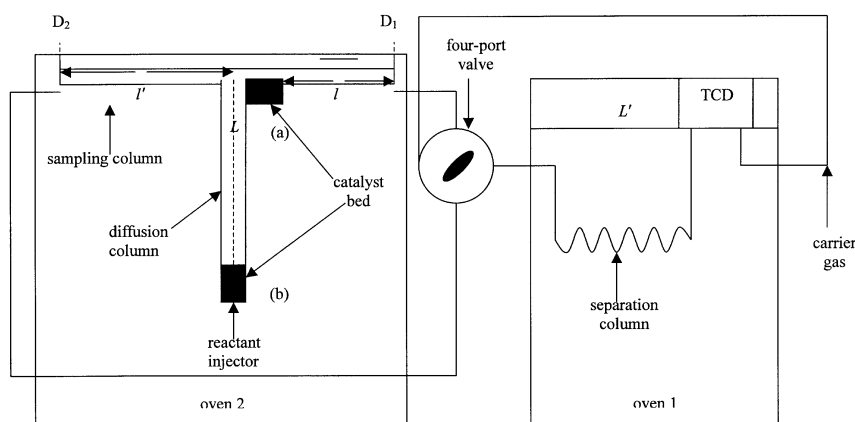 D2
D1
four-port
valve
l'
l
TCD
L'
L
(a)
sampling column
catalyst
bed
diffusion
column
carrier
gas
(b)
separation
column
reactant
injector
oven 2
oven 1